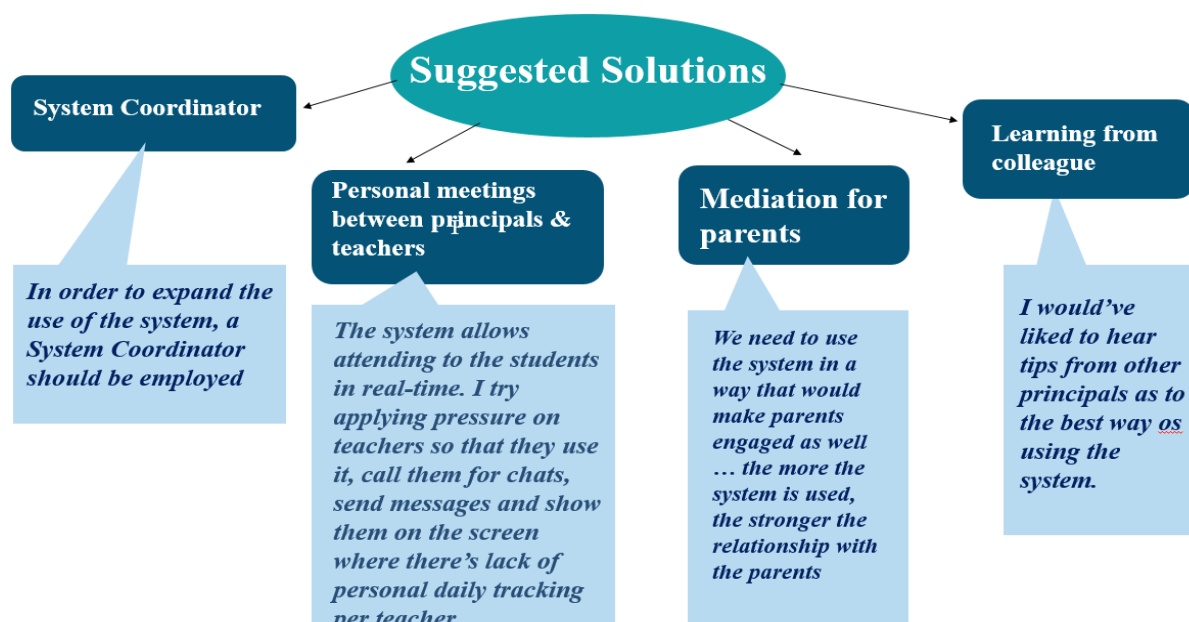 Suggested Solutions
System Coordinator
In order to expand the
use of the system, a
System Coordinator
should be employed
Personal meetings
between principals &
teachers
The system allows
attending to the students
in real-time. I try
applying pressure on
teachers so that they use
it, call them for chats,
send messages and show
them on the screen
where there’s lack of
personal daily tracking
per teacher
Mediation for
parents
We need to use
the system in a
way that would
make parents
engaged as well
… the more the
system is used,
the stronger the
relationship with
the parents
Learning from
colleague
I would’ve
liked to hear
tips from other
principals as to
the best way os
using the
system.